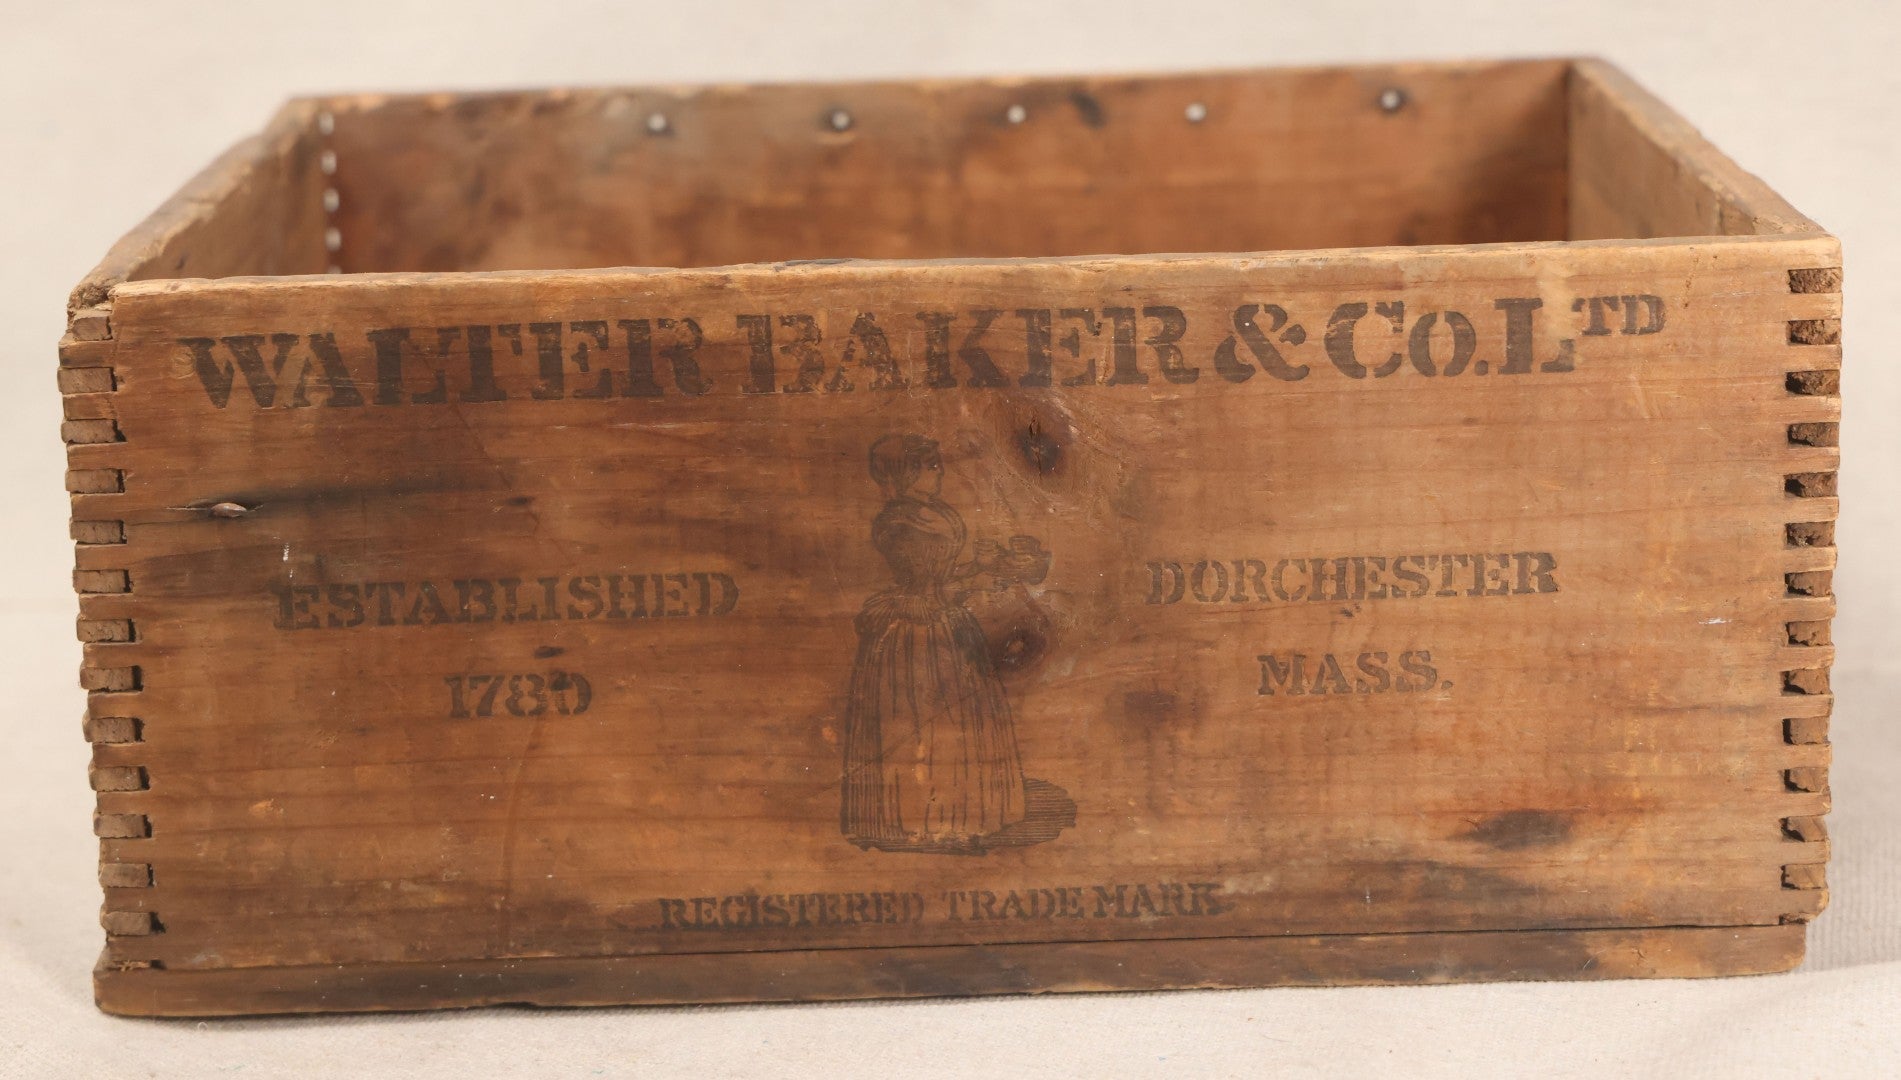 WALTER BAKER & CO. LTD
ESTABLISHED
1780
DORCHESTER
MASS.
REGISTERED TRADE MARK.